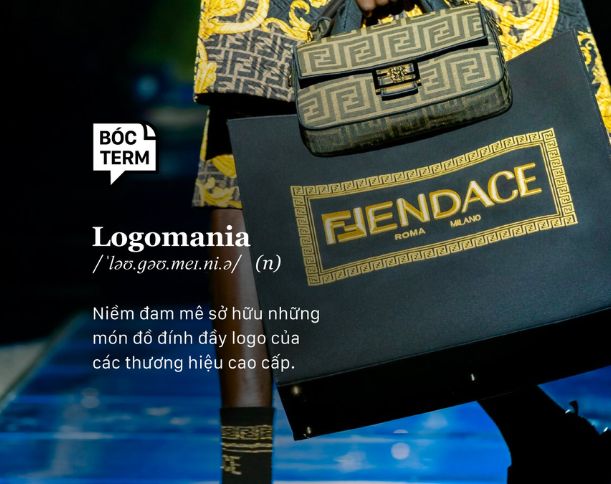 BÓC
TERM
Logomania
/ˈləʊ.ɡəʊ.meɪ.ni.ə/ (n)
Niềm đam mê sở hữu những
món đồ đính đầy logo của
các thương hiệu cao cấp.
FENDACE
ROMA MILANO